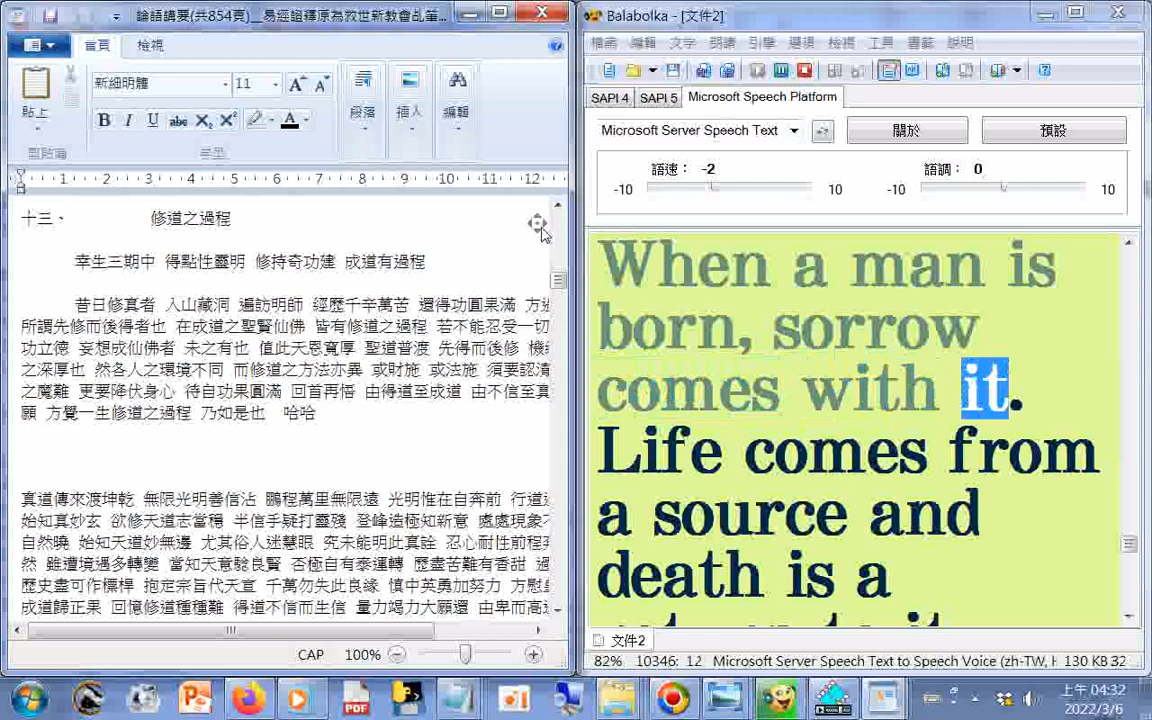 論語講要(共854頁)__易經證釋原為救世新教會乩筆...
首頁 檢視
新細明體 11
貼上 段落 插入 編輯
剪貼簿 字型
1 2 3 4 5 6 7 8 9 10 11 12
十三、 修道之過程
幸生三期中 得點性靈明 修持奇功建 成道有過程
昔日修真者 入山藏洞 遍訪明師 經歷千辛萬苦 還得功圓果滿 方
所謂先修而後得者也 在成道之聖賢仙佛 皆有修道之過程 若不能忍受一切
功立德 妄想成仙佛者 未之有也 值此天恩寬厚 聖道普渡 先得而後修 機
之深厚也 然各人之環境不同 而修道之方法亦異 或財施 或法施 須要認清
之魔難 更要降伏身心 待自功果圓滿 回首再悟 由得道至成道 由不信至真
願 方覺一生修道之過程 乃如是也 哈哈
真道傳來渡坤乾 無限光明善信沾 鵬程萬里無限遠 光明惟在自奔前 行道
始知真妙玄 欲修天道志當穩 半信乎疑打靈殘 登峰造極知新意 處處現象
自然曉 始知天道妙無邊 尤其俗人迷慧眼 究未能明此真詮 忍心耐性前程
然 雖遭境遇多轉變 當知天意驗良賢 否極自有泰運轉 歷盡苦難有香甜 過
歷史盡可作標桿 抱定宗旨代天宣 千萬勿失此良緣 慎中英勇加努力 方慰
成道歸正果 回憶修道種種難 得道不信而生信 量力竭力大願還 由卑而高
CAP 100%
Balabolka - [文件2]
檔案 編輯 文字 朗讀 引擎 選項 檢視 工具 書籤 說明
SAPI 4 SAPI 5 Microsoft Speech Platform
Microsoft Server Speech Text 關於 預設
語速： -2 語調： 0
-10 10 -10 10
When a man is
born, sorrow
comes with it.
Life comes from
a source and
death is a
文件2
82% 10346: 12 Microsoft Server Speech Text to Speech Voice (zh-TW, H 130 KB 32
上午 04:32
2022/3/6